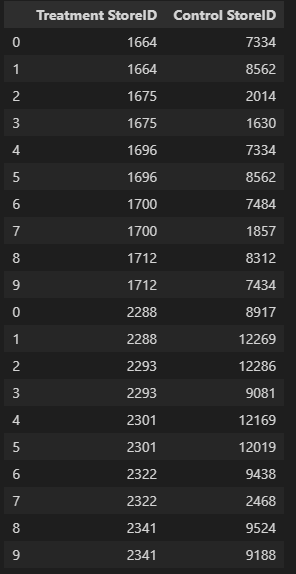 Treatment StoreID Control StoreID
0 1664 7334
1 1664 8562
2 1675 2014
3 1675 1630
4 1696 7334
5 1696 8562
6 1700 7484
7 1700 1857
8 1712 8312
9 1712 7434
0 2288 8917
1 2288 12269
2 2293 12286
3 2293 9081
4 2301 12169
5 2301 12019
6 2322 9438
7 2322 2468
8 2341 9524
9 2341 9188